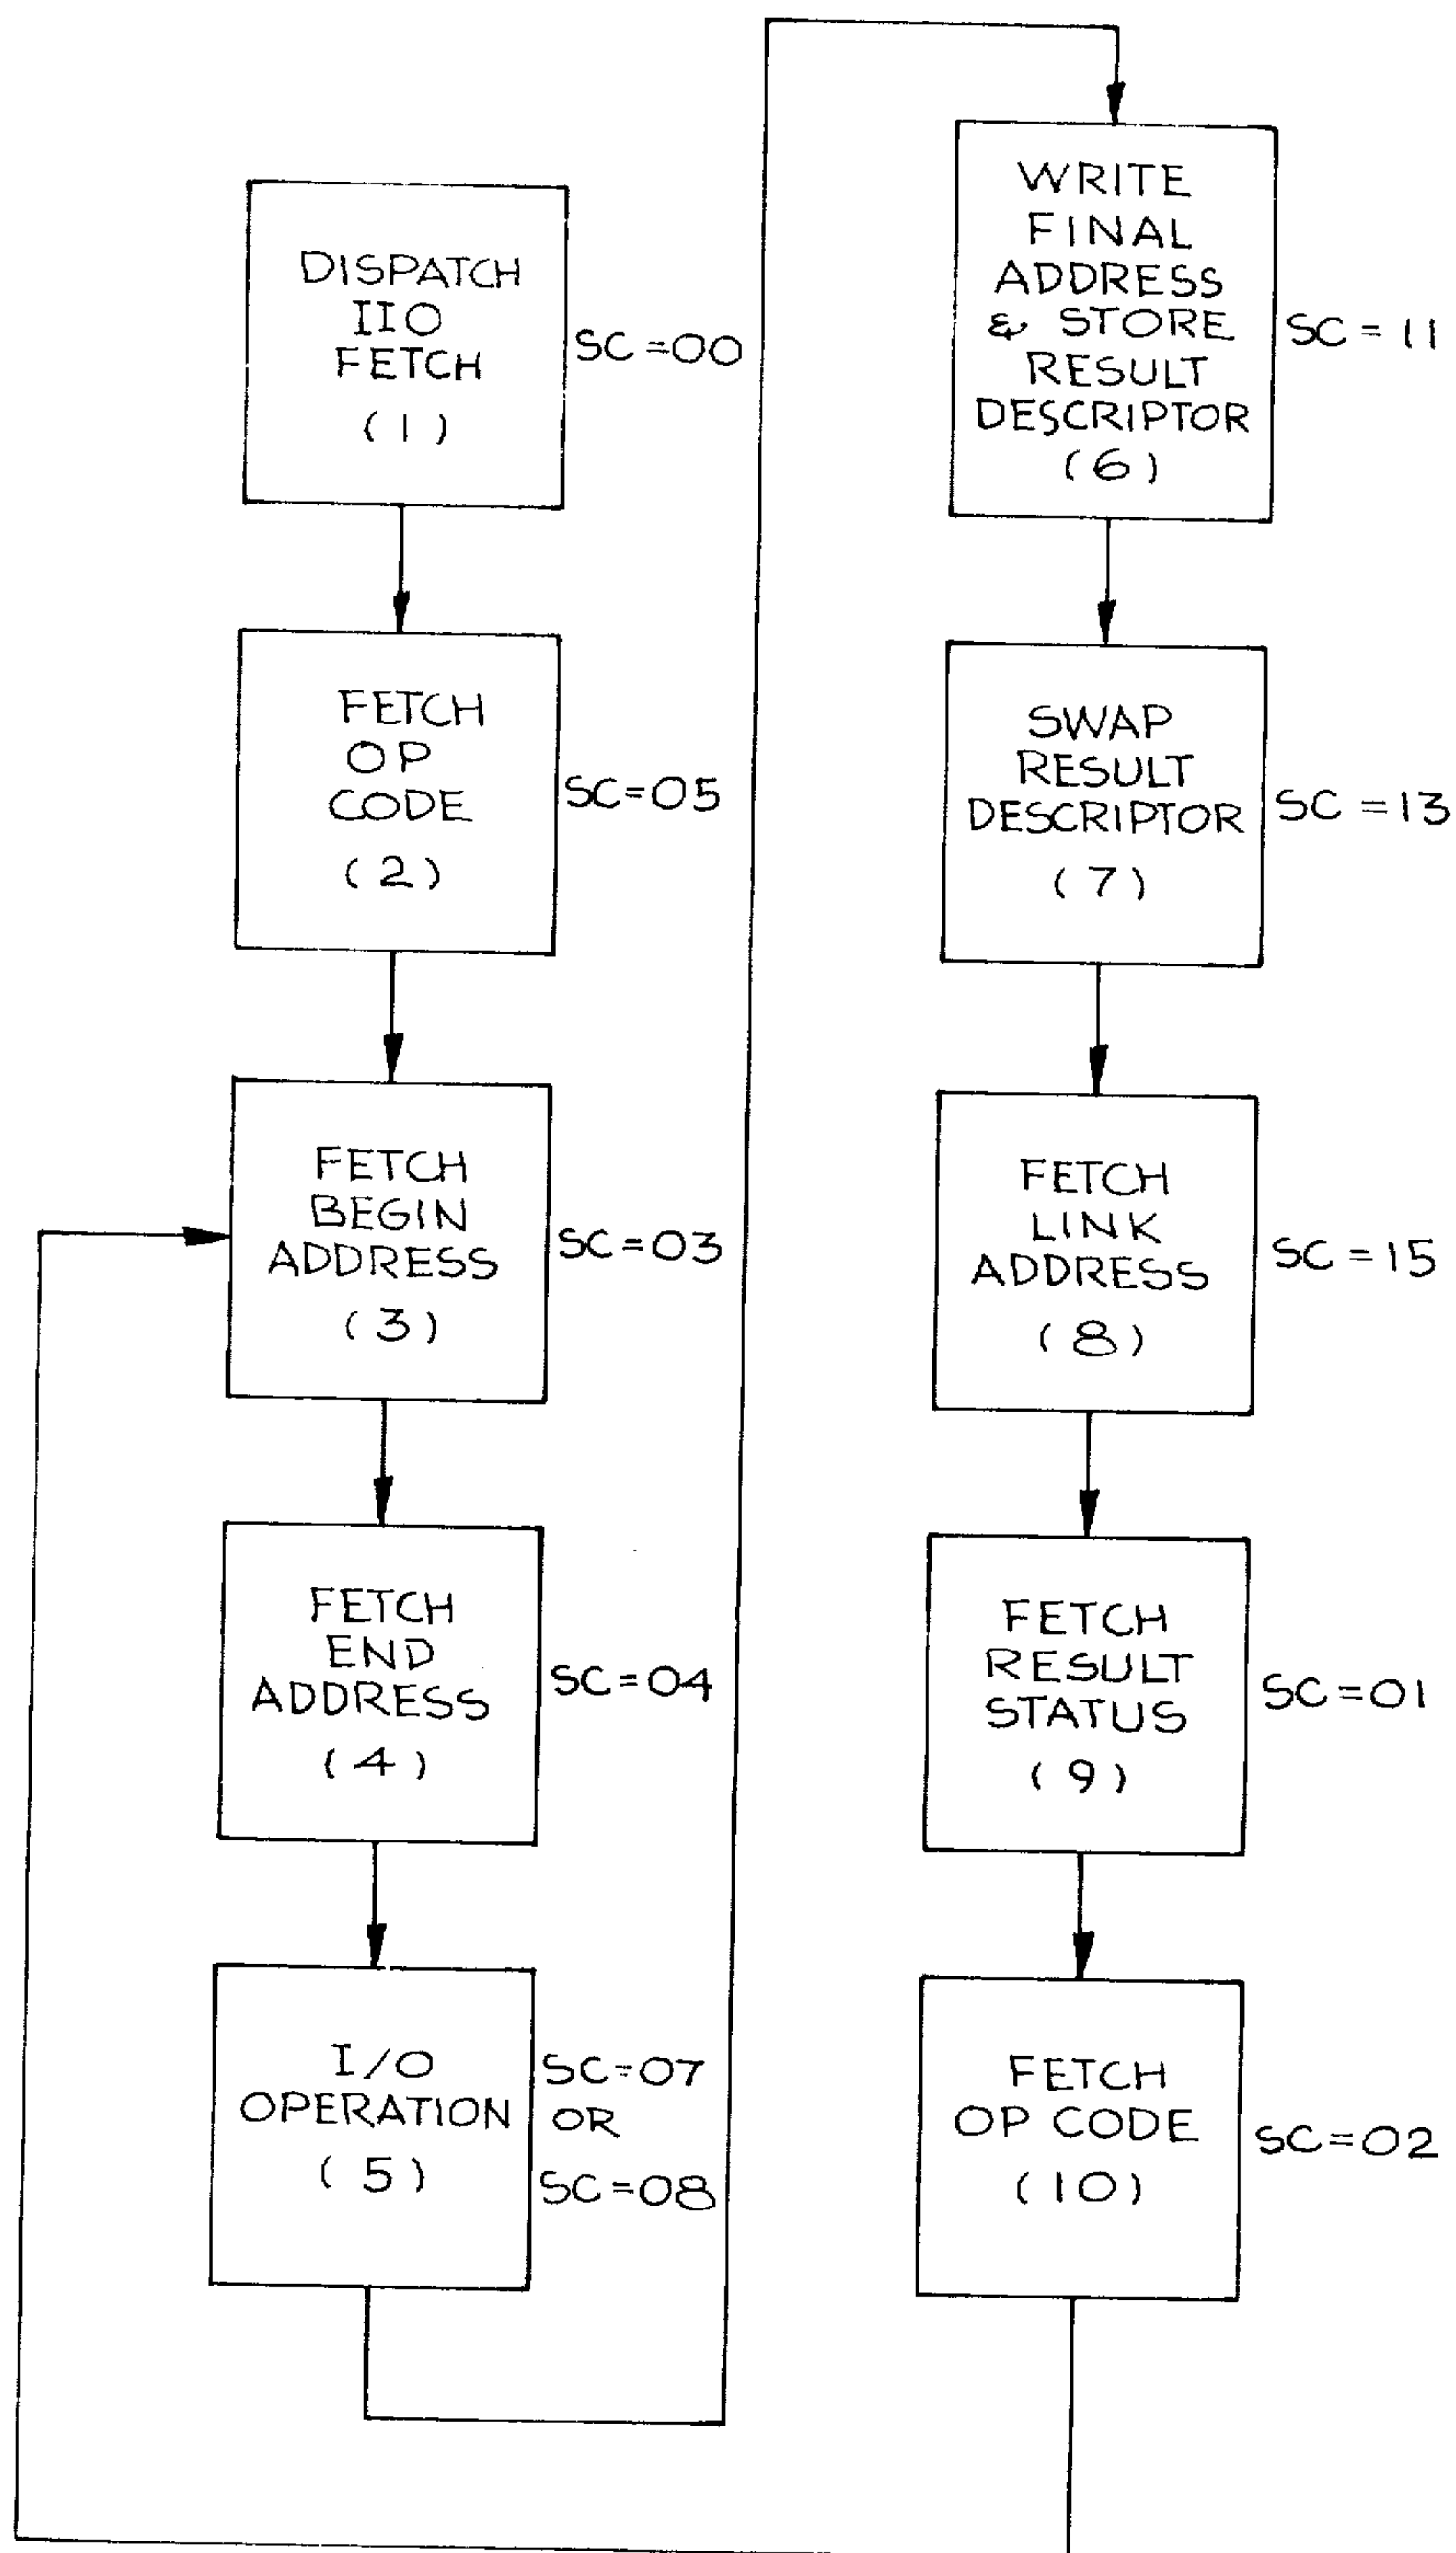 DISPATCH
IIO
FETCH
(1)
SC=00
FETCH
OP
CODE
(2)
SC=05
FETCH
BEGIN
ADDRESS
(3)
SC=03
FETCH
END
ADDRESS
(4)
SC=04
I/O
OPERATION
(5)
SC=07
OR
SC=08
WRITE
FINAL
ADDRESS
& STORE
RESULT
DESCRIPTOR
(6)
SC=11
SWAP
RESULT
DESCRIPTOR
(7)
SC=13
FETCH
LINK
ADDRESS
(8)
SC=15
FETCH
RESULT
STATUS
(9)
SC=01
FETCH
OP CODE
(10)
SC=02